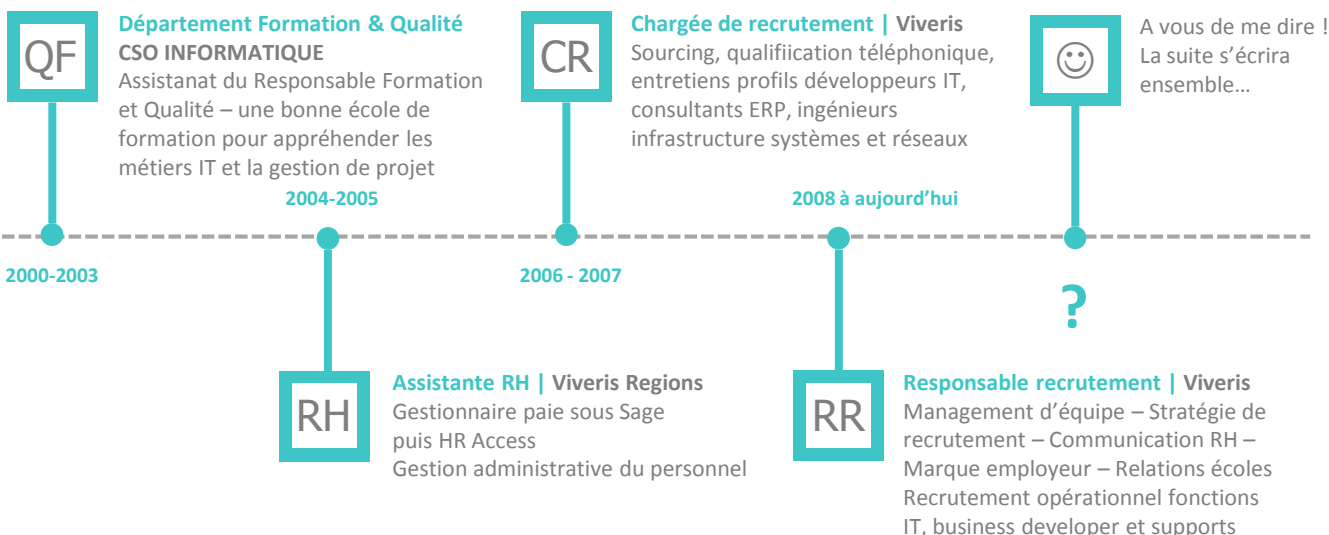 QF
Département Formation & Qualité
CSO INFORMATIQUE
Assistanat du Responsable Formation
et Qualité – une bonne école de
formation pour appréhender les
métiers IT et la gestion de projet
2000-2003
2004-2005
RH
Assistante RH | Viveris Regions
Gestionnaire paie sous Sage
puis HR Access
Gestion administrative du personnel
CR
Chargée de recrutement | Viveris
Sourcing, qualifiication téléphonique,
entretiens profils développeurs IT,
consultants ERP, ingénieurs
infrastructure systèmes et réseaux
2006 - 2007
2008 à aujourd’hui
RR
Responsable recrutement | Viveris
Management d’équipe – Stratégie de
recrutement – Communication RH –
Marque employeur – Relations écoles
Recrutement opérationnel fonctions
IT, business developer et supports
A vous de me dire !
La suite s’écrira
ensemble…
?